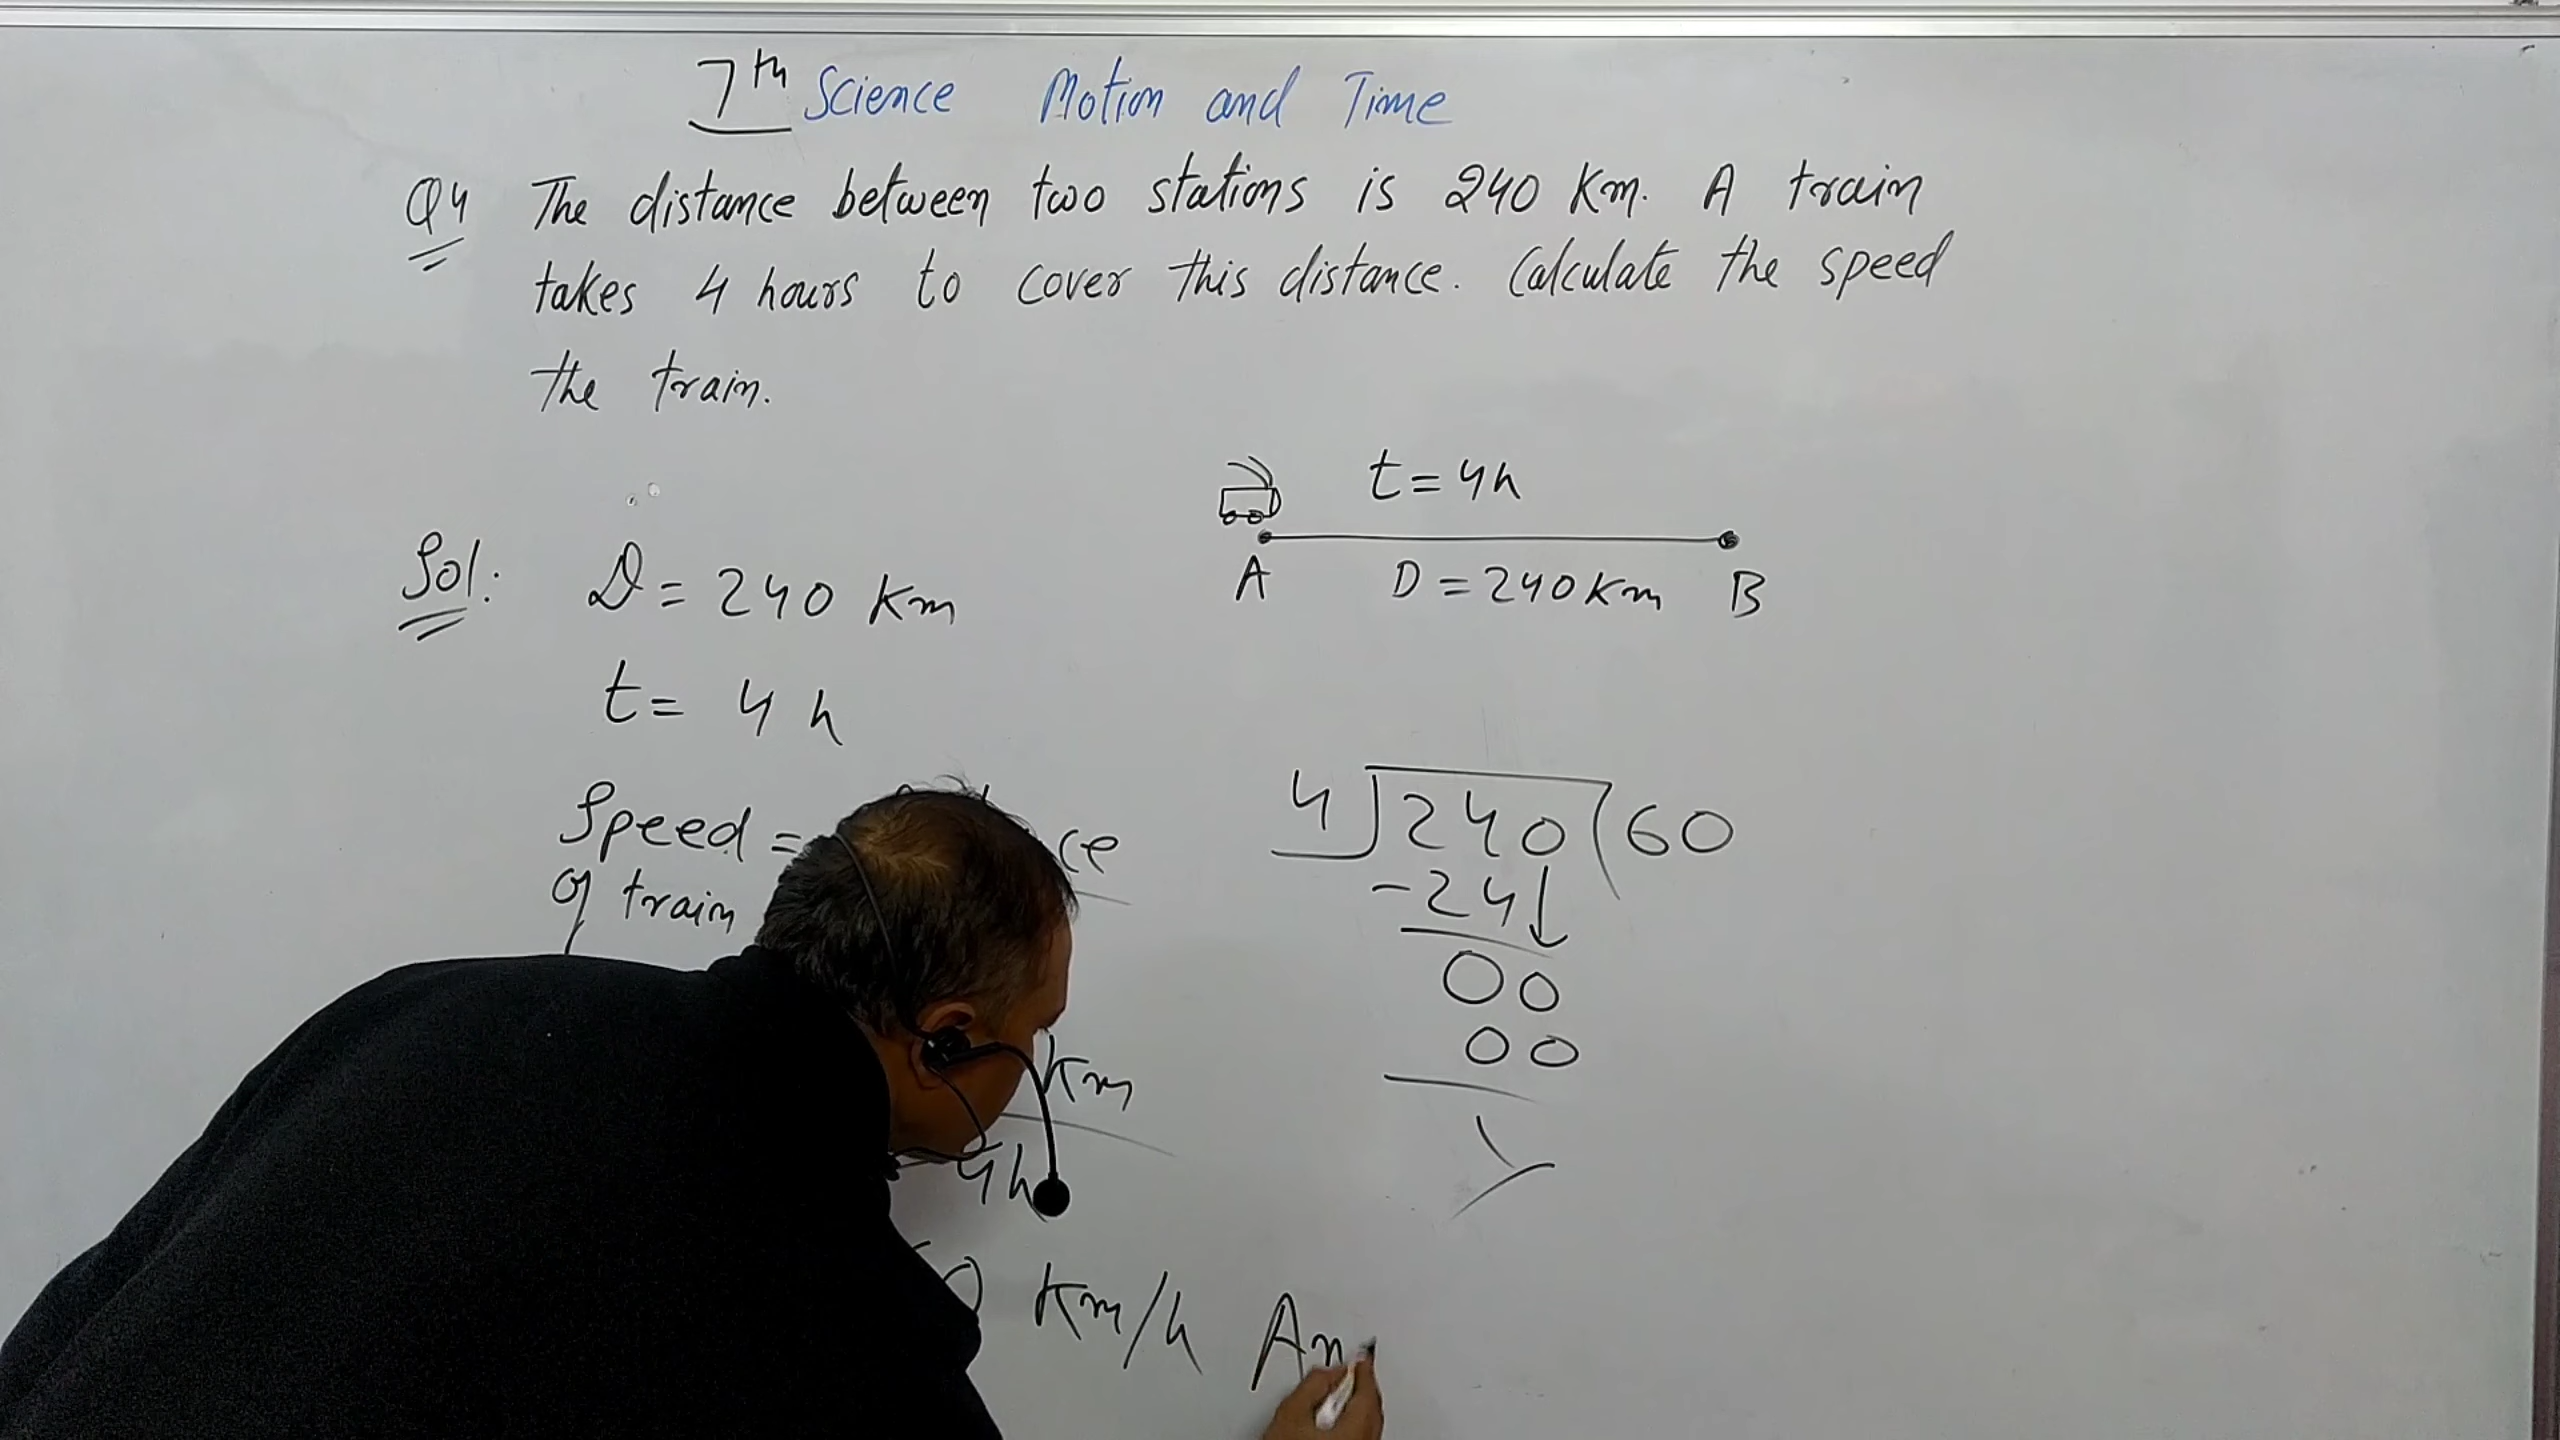 7th Science Motion and Time
Q4 The distance between two stations is 240 Km. A train
takes 4 hours to cover this distance. Calculate the speed
the train.
t = 4h
A D = 240 Km B
Sol: D = 240 Km
t = 4 h
Speed =
of train
Km
4h
Km/h An
4 240 60
-24
00
00